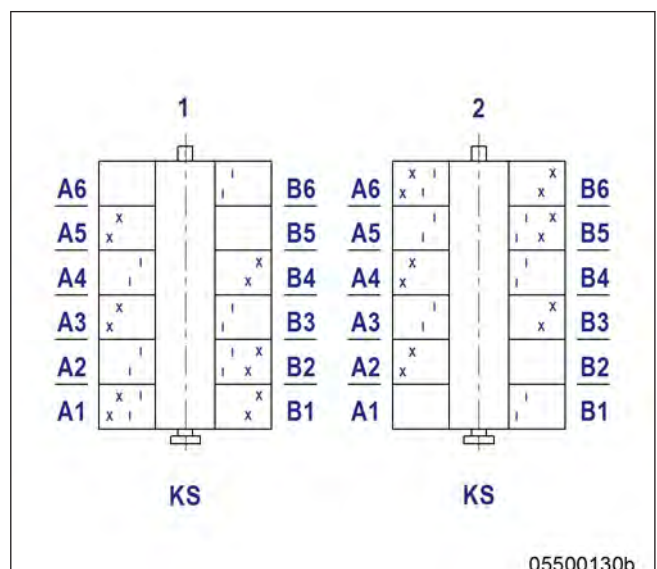 1 2
A6 x I x I I I B6 A6 x I x I x x B6
A5 x x B5 A5 I I I x I x B5
A4 I I x x B4 A4 x x I I B4
A3 x x I I B3 A3 I I x x B3
A2 I I I x I x B2 A2 x x B2
A1 x I x I x x B1 A1 I I B1
KS KS
05500130b